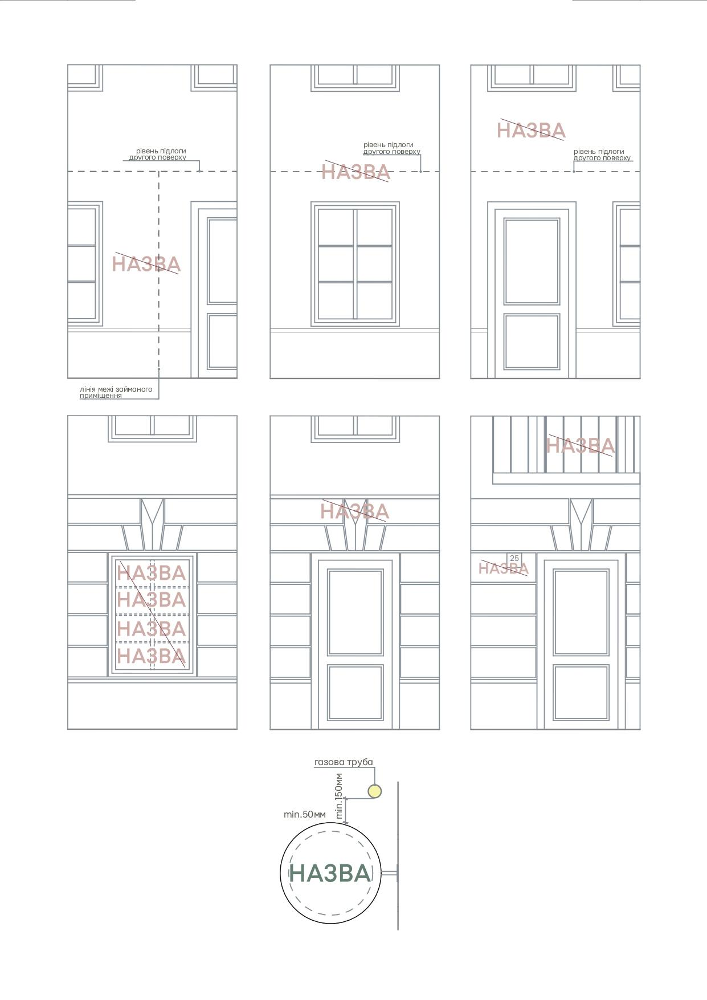 НАЗВА
рівень підлоги
другого поверху
рівень підлоги
другого поверху
рівень підлоги
другого поверху
НАЗВА
НАЗВА
лінія межі займаного
приміщення
НАЗВА
НАЗВА
25
НАЗВА
НАЗВА
НАЗВА
НАЗВА
НАЗВА
газова труба
min.150мм
min.50мм
НАЗВА